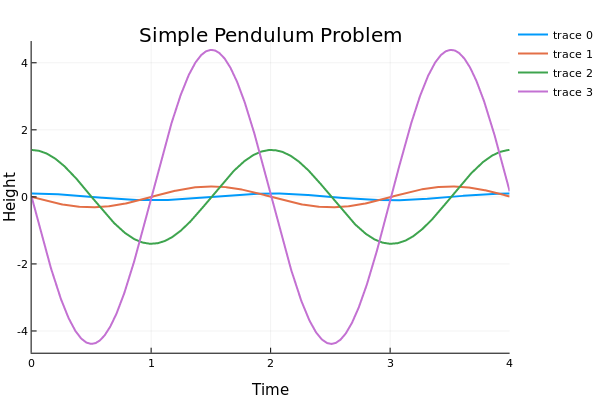 Simple Pendulum Problem
trace 0
trace 1
trace 2
trace 3
Height
4
2
0
-2
-4
0 1 2 3 4
Time